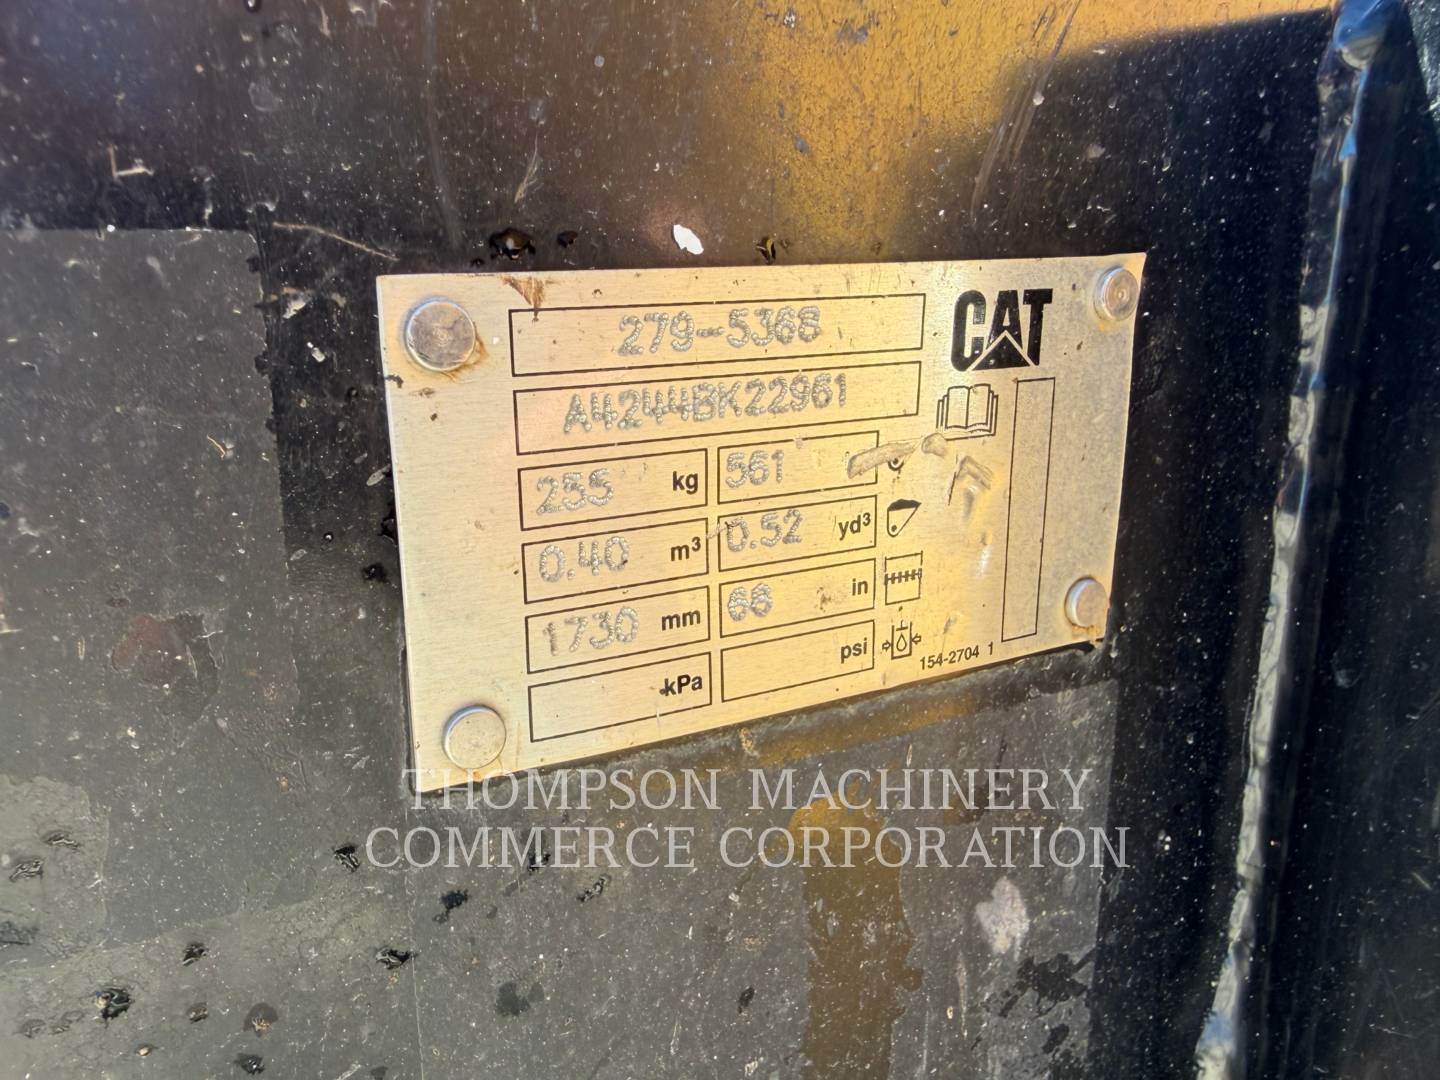 279-5368
CAT
A4244BK22961
255 kg 561
0.40 m³ 0.52 yd³
1730 mm 68 in
kPa psi
154-2704 1
THOMPSON MACHINERY
COMMERCE CORPORATION